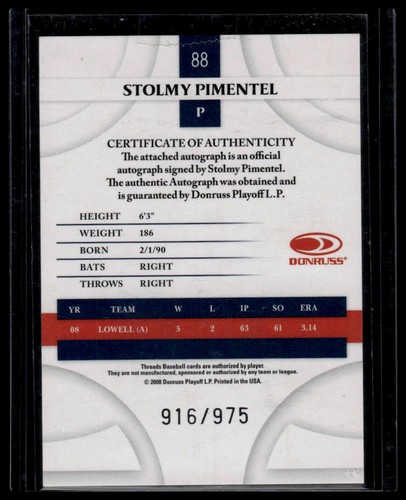 88
STOLMY PIMENTEL
P
CERTIFICATE OF AUTHENTICITY
The attached autograph is an official
autograph signed by Stolmy Pimentel.
The authentic Autograph was obtained and
is guaranteed by Donruss Playoff L.P.
HEIGHT 6'3"
WEIGHT 186
BORN 2/1/90
BATS RIGHT
THROWS RIGHT
DONRUSS
YR TEAM W L IP SO ERA
08 LOWELL (A) 5 2 63 61 3.14
Threads Baseball cards are authorized by player.
They are not manufactured, sponsored or authorized by any team or league.
© 2008 Donruss Playoff L.P. Printed in the USA.
916/975